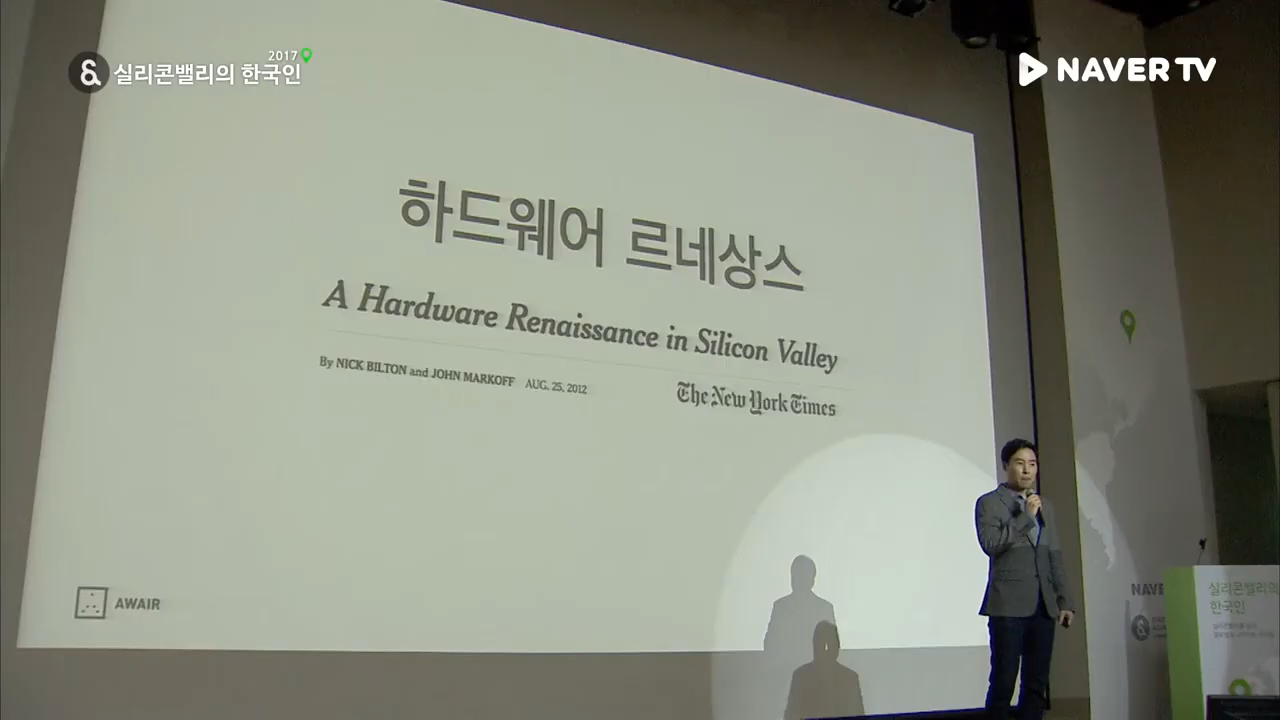 2017
실리콘밸리의 한국인
NAVER TV
하드웨어 르네상스
A Hardware Renaissance in Silicon Valley
By NICK BILTON and JOHN MARKOFF AUG. 25, 2012
The New York Times
AWAIR
NAVE
실리콘밸리의
한국인